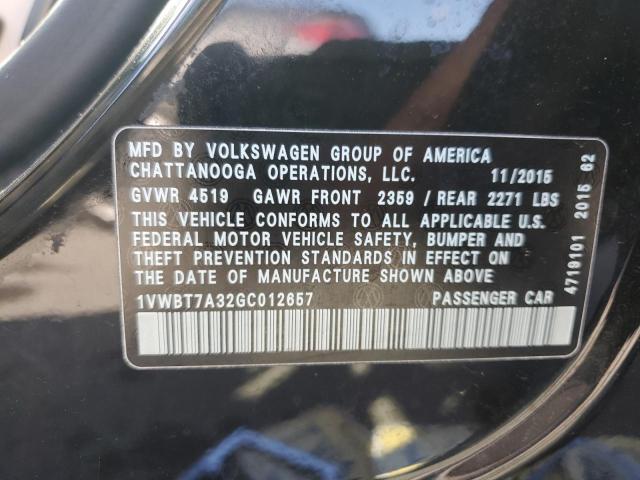 MFD BY VOLKSWAGEN GROUP OF AMERICA
CHATTANOOGA OPERATIONS, LLC. 11/2015
GVWR 4519 GAWR FRONT 2359 / REAR 2271 LBS
THIS VEHICLE CONFORMS TO ALL APPLICABLE U.S.
FEDERAL MOTOR VEHICLE SAFETY, BUMPER AND
THEFT PREVENTION STANDARDS IN EFFECT ON
THE DATE OF MANUFACTURE SHOWN ABOVE
1VWBT7A32GC012657 PASSENGER CAR
4719101 2015 62